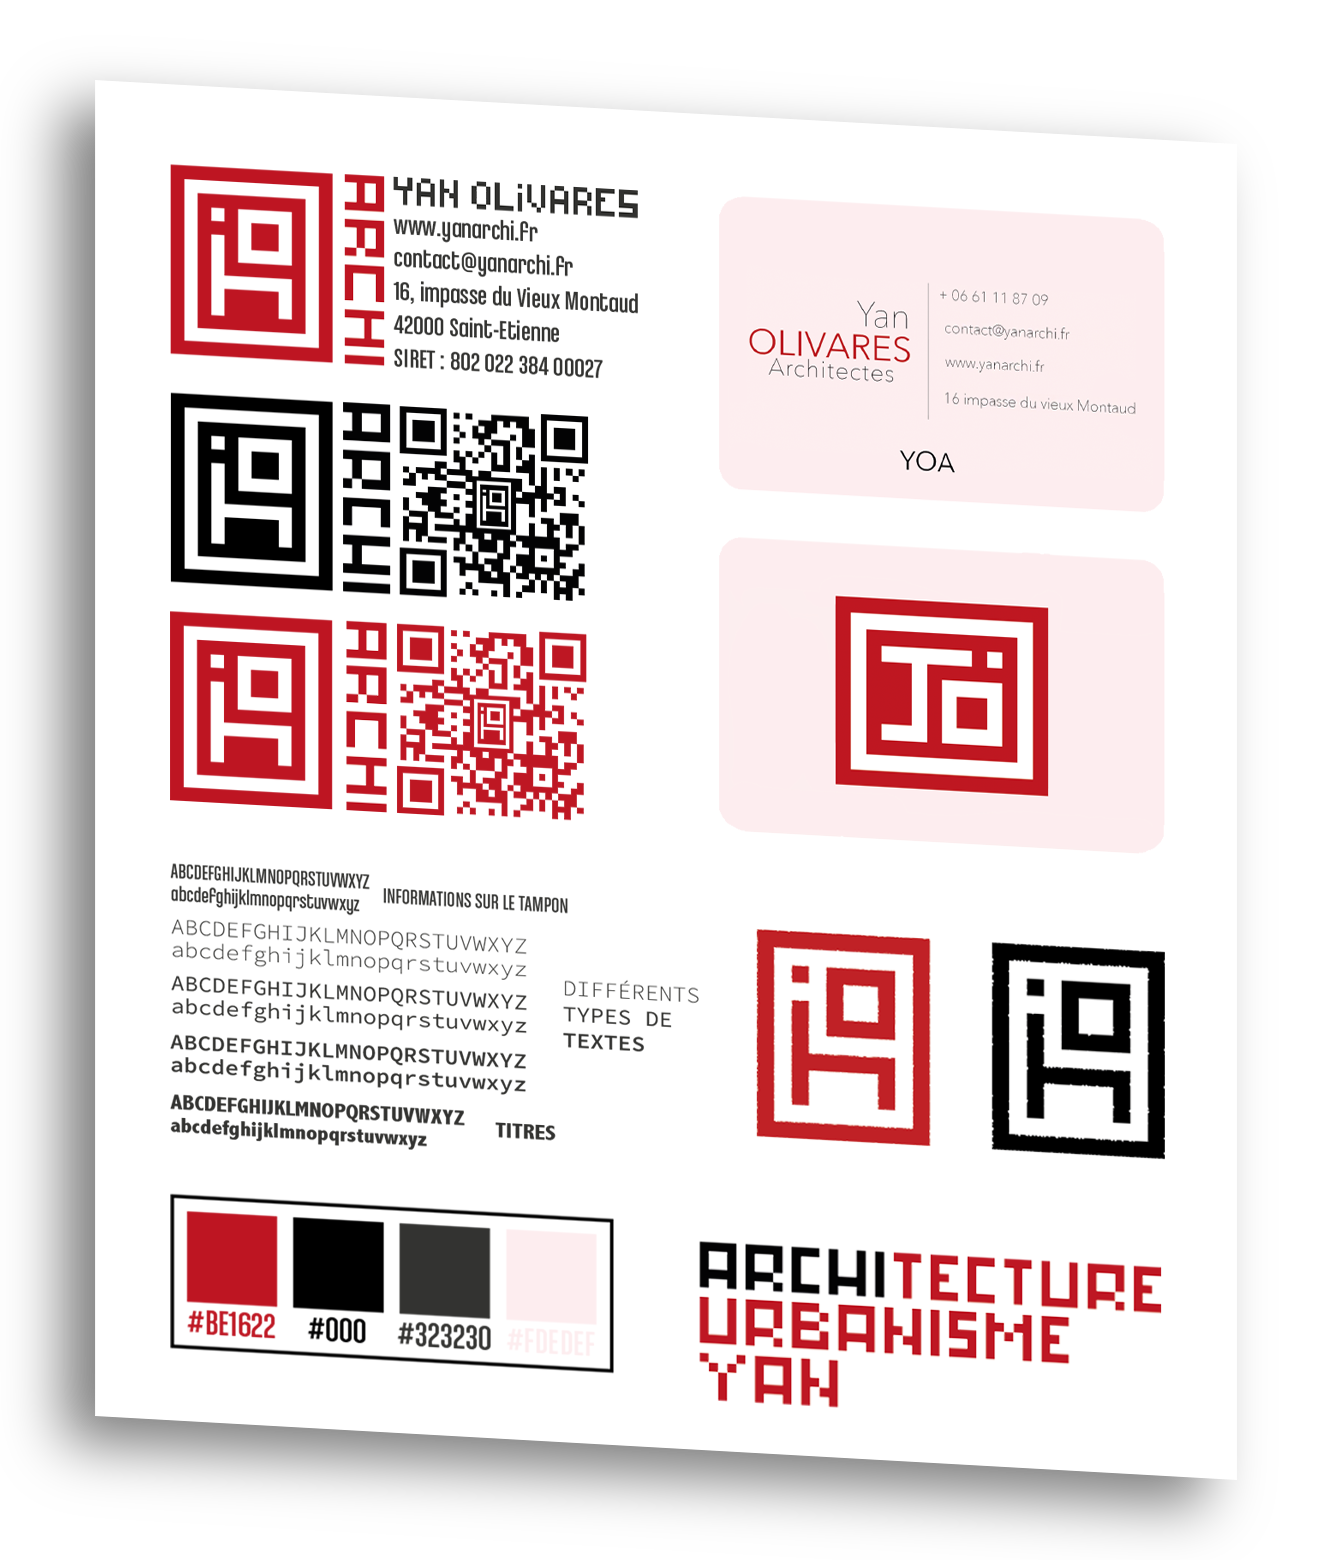 ARCHI
YAN OLiVARES
www.yanarchi.fr
contact@yanarchi.fr
16, impasse du Vieux Montaud
42000 Saint-Etienne
SIRET : 802 022 384 00027
ARCHI
ARCHI
Yan
OLIVARES
Architectes
+ 06 61 11 87 09
contact@yanarchi.fr
www.yanarchi.fr
16 impasse du vieux Montaud
YOA
ABCDEFGHIJKLMNOPQRSTUVWXYZ
abcdefghijklmnopqrstuvwxyz
INFORMATIONS SUR LE TAMPON
ABCDEFGHIJKLMNOPQRSTUVWXYZ
abcdefghijklmnopqrstuvwxyz
ABCDEFGHIJKLMNOPQRSTUVWXYZ
abcdefghijklmnopqrstuvwxyz
ABCDEFGHIJKLMNOPQRSTUVWXYZ
abcdefghijklmnopqrstuvwxyz
DIFFÉRENTS
TYPES DE
TEXTES
ABCDEFGHIJKLMNOPQRSTUVWXYZ
abcdefghijklmnopqrstuvwxyz
TITRES
#BE1622
#000
#323230
#FDEDEF
ARCHITECTURE
URBANISME
YAN